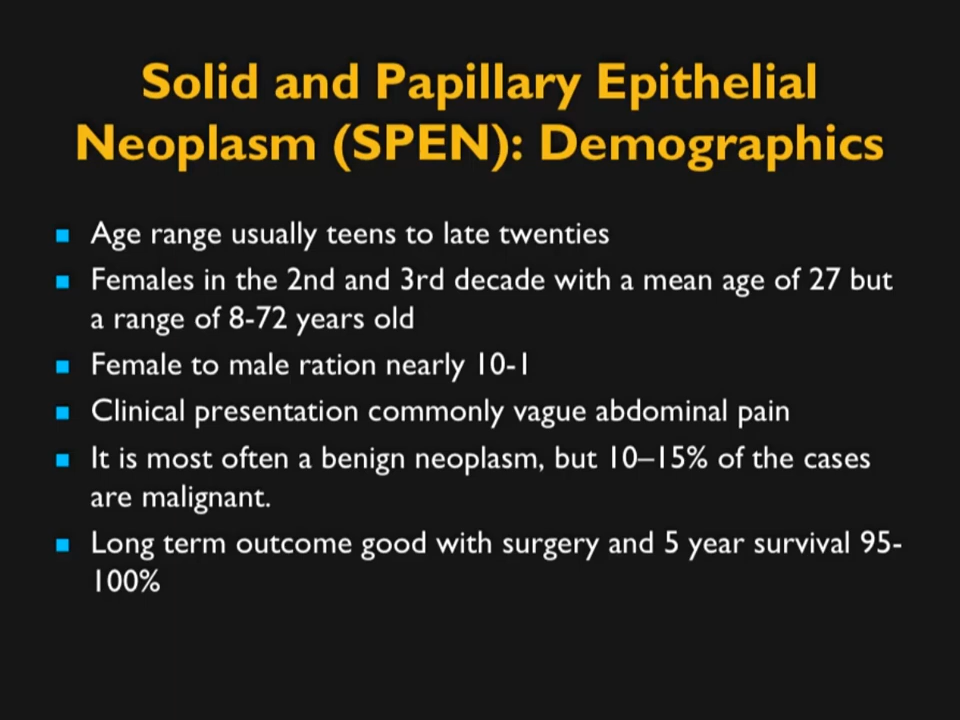 Solid and Papillary Epithelial
Neoplasm (SPEN): Demographics
Age range usually teens to late twenties
Females in the 2nd and 3rd decade with a mean age of 27 but
a range of 8-72 years old
Female to male ration nearly 10-1
Clinical presentation commonly vague abdominal pain
It is most often a benign neoplasm, but 10–15% of the cases
are malignant.
Long term outcome good with surgery and 5 year survival 95-
100%